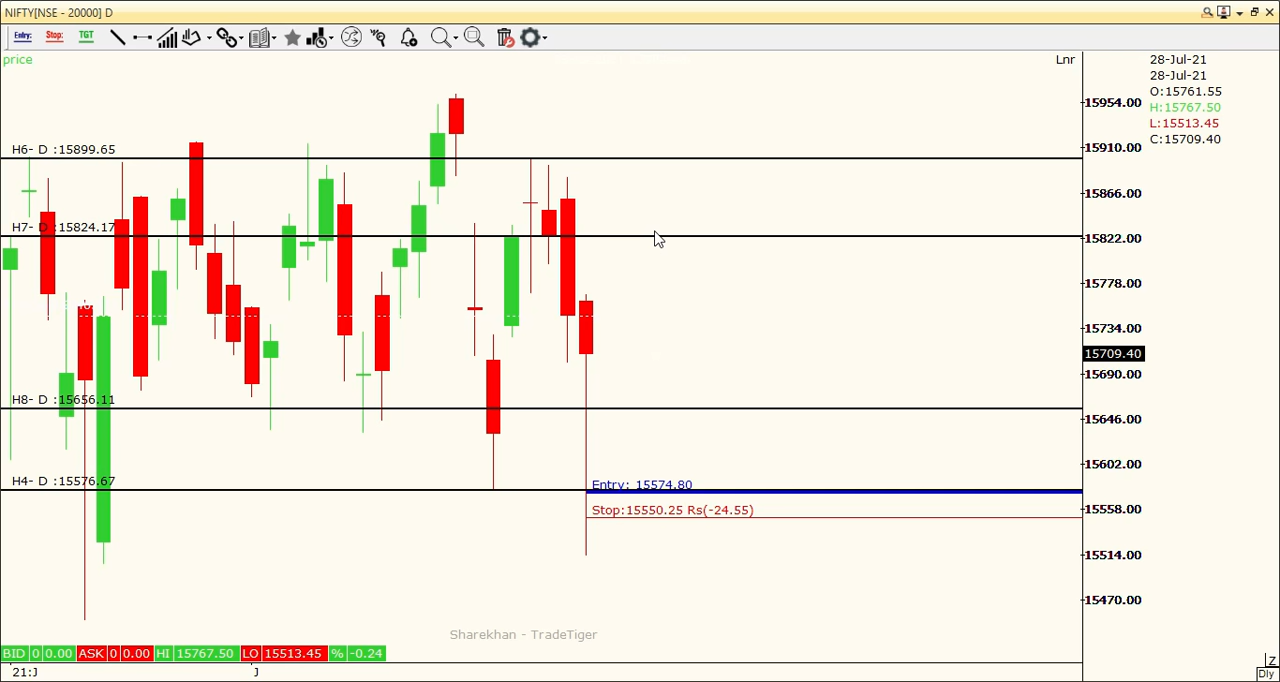 NIFTY[NSE - 20000] D
Entry: Stop: TGT
price
Lnr
28-Jul-21
28-Jul-21
O:15761.55
H:15767.50
L:15513.45
C:15709.40
15954.00
15910.00
15866.00
15822.00
15778.00
15734.00
15709.40
15690.00
15646.00
15602.00
15558.00
15514.00
15470.00
H6- D :15899.65
H7- D :15824.17
H8- D :15656.11
H4- D :15576.67
Entry: 15574.80
Stop:15550.25 Rs(-24.55)
Sharekhan - TradeTiger
BID 0 0.00 ASK 0 0.00 HI 15767.50 LO 15513.45 % -0.24
21:J
J
Z
Dly